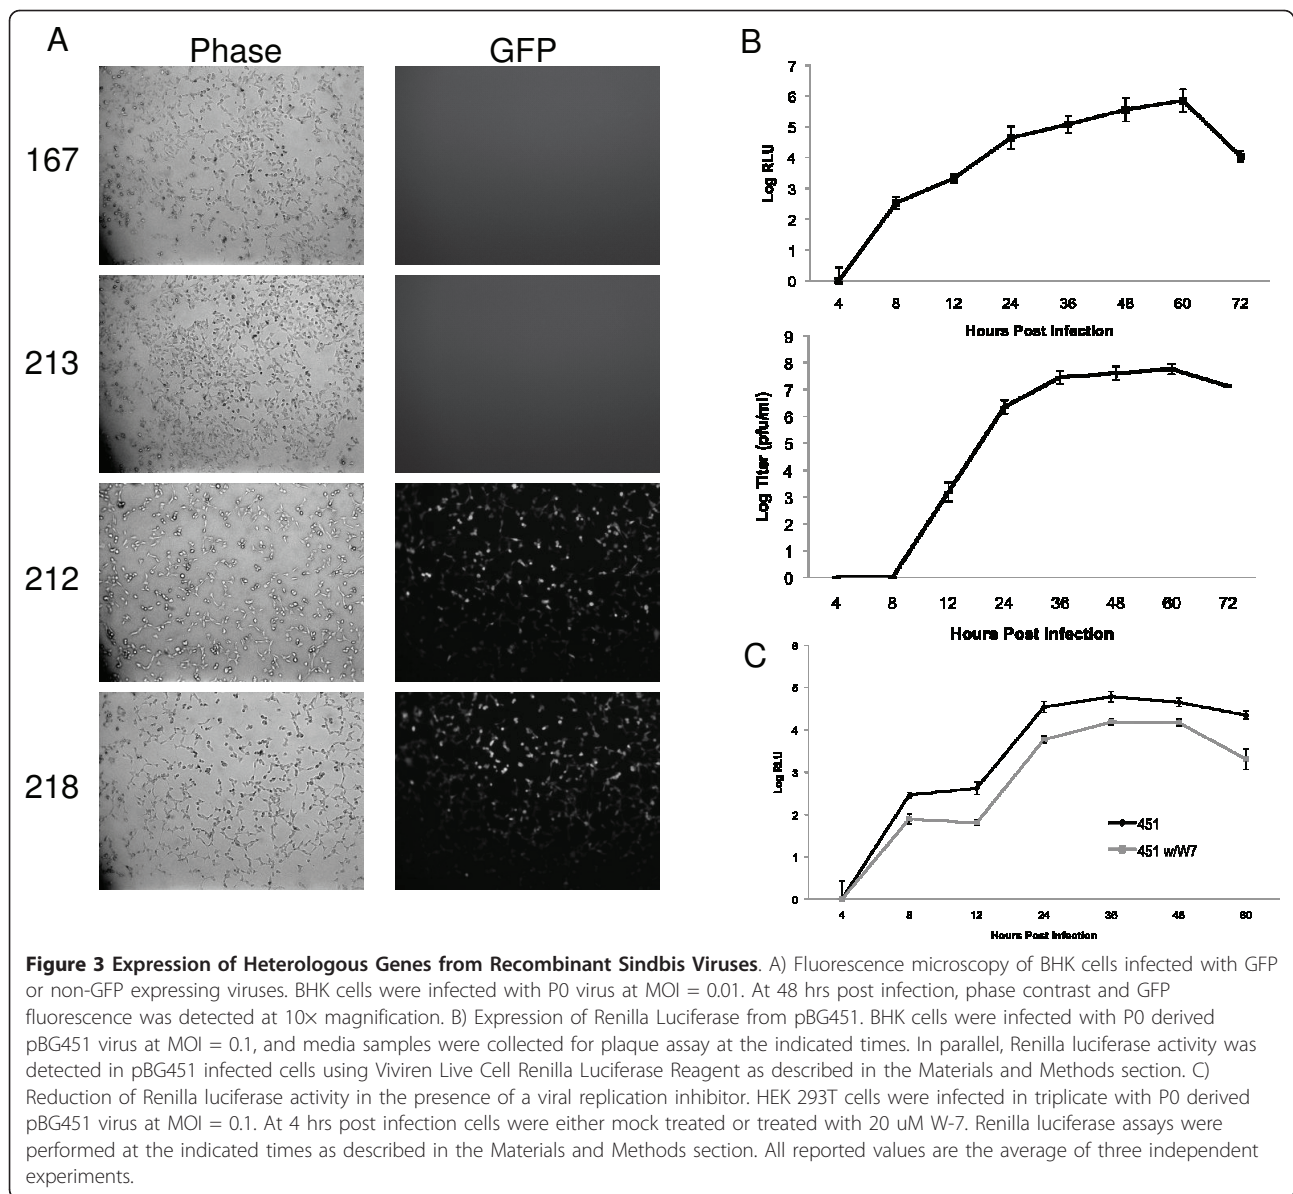 A
Phase
GFP
167
213
212
218
B
7
6
5
4
3
2
1
0
Log RLU
4 8 12 24 36 48 60 72
Hours Post Infection
9
8
7
6
5
4
3
2
1
0
Log Titer (pfu/ml)
4 8 12 24 36 48 60 72
Hours Post Infection
C
6
5
4
3
2
1
0
Log RLU
451
451 w/W7
4 8 12 24 36 48 60
Hours Post Infection
Figure 3 Expression of Heterologous Genes from Recombinant Sindbis Viruses. A) Fluorescence microscopy of BHK cells infected with GFP
or non-GFP expressing viruses. BHK cells were infected with P0 virus at MOI = 0.01. At 48 hrs post infection, phase contrast and GFP
fluorescence was detected at 10× magnification. B) Expression of Renilla Luciferase from pBG451. BHK cells were infected with P0 derived
pBG451 virus at MOI = 0.1, and media samples were collected for plaque assay at the indicated times. In parallel, Renilla luciferase activity was
detected in pBG451 infected cells using Viviren Live Cell Renilla Luciferase Reagent as described in the Materials and Methods section. C)
Reduction of Renilla luciferase activity in the presence of a viral replication inhibitor. HEK 293T cells were infected in triplicate with P0 derived
pBG451 virus at MOI = 0.1. At 4 hrs post infection cells were either mock treated or treated with 20 uM W-7. Renilla luciferase assays were
performed at the indicated times as described in the Materials and Methods section. All reported values are the average of three independent
experiments.